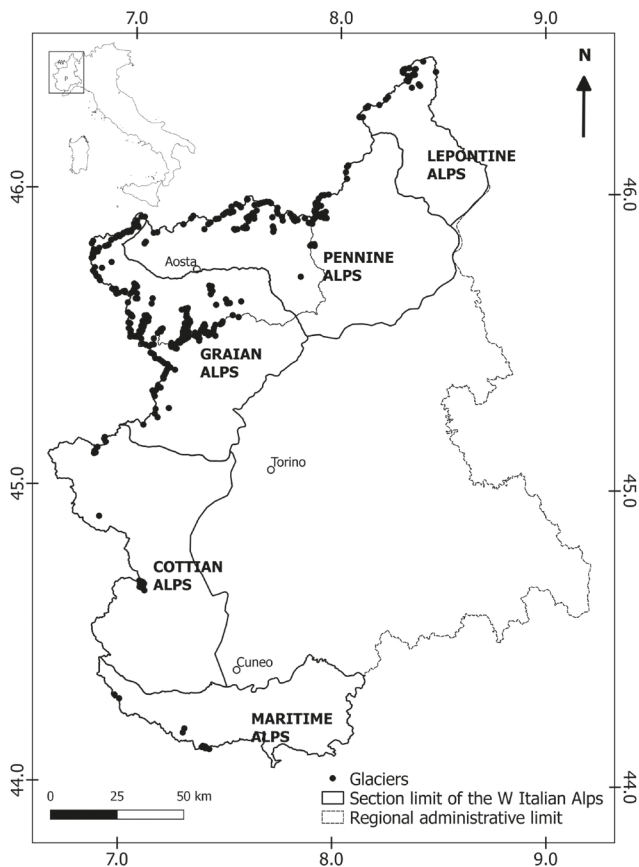 7.0 8.0 9.0
N
AV
P
LEPONTINE
ALPS
46.0 46.0
PENNINE
ALPS
Aosta
GRAIAN
ALPS
Torino
45.0 45.0
COTTIAN
ALPS
Cuneo
MARITIME
ALPS
44.0 44.0
Glaciers
Section limit of the W Italian Alps
Regional administrative limit
0 25 50 km
7.0 8.0 9.0